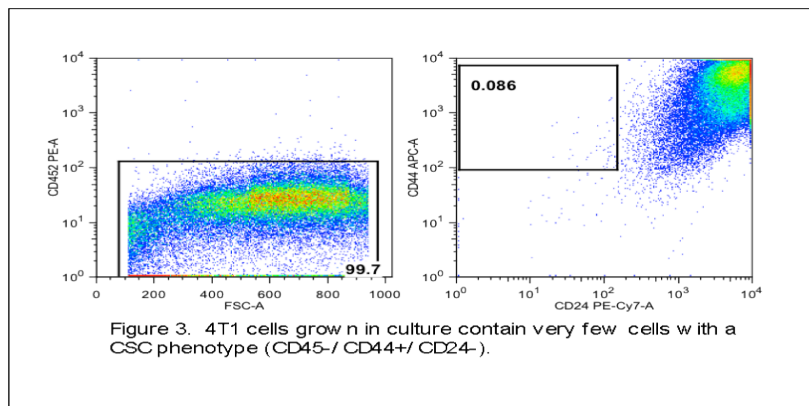 10⁴
10³
10²
10¹
10⁰
CD452 PE-A
99.7
0 200 400 600 800 1000
FSC-A
10⁴
10³
10²
10¹
10⁰
CD44 APC-A
0.086
10⁰ 10¹ 10² 10³ 10⁴
CD24 PE-Cy7-A
Figure 3. 4T1 cells grow n in culture contain very few cells w ith a
CSC phenotype (CD45-/ CD44+/ CD24-).